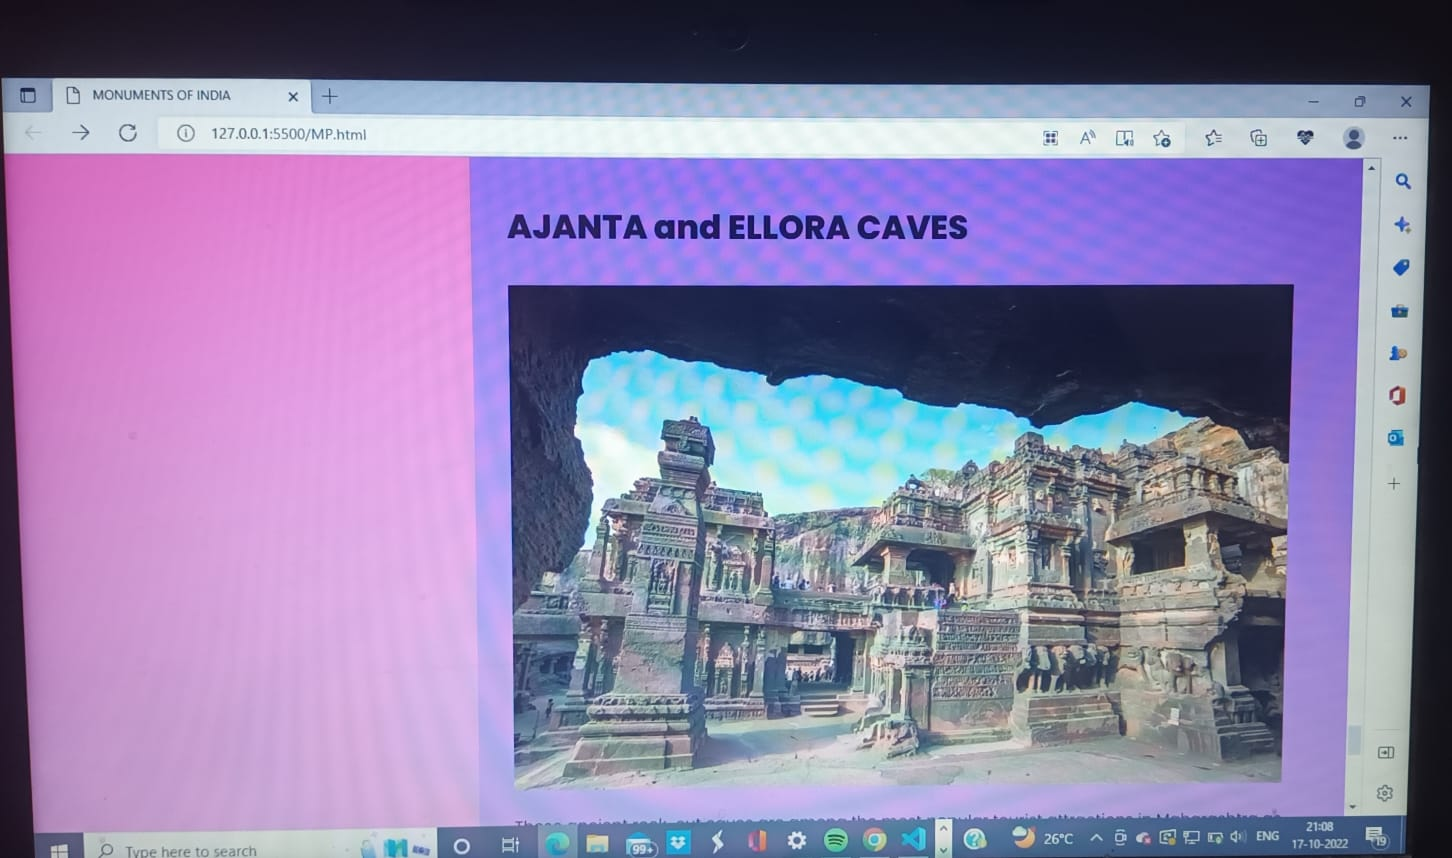 MONUMENTS OF INDIA
127.0.0.1:5500/MP.html
AJANTA and ELLORA CAVES
Type here to search
99+
26°C
ENG
21:08
17-10-2022
19